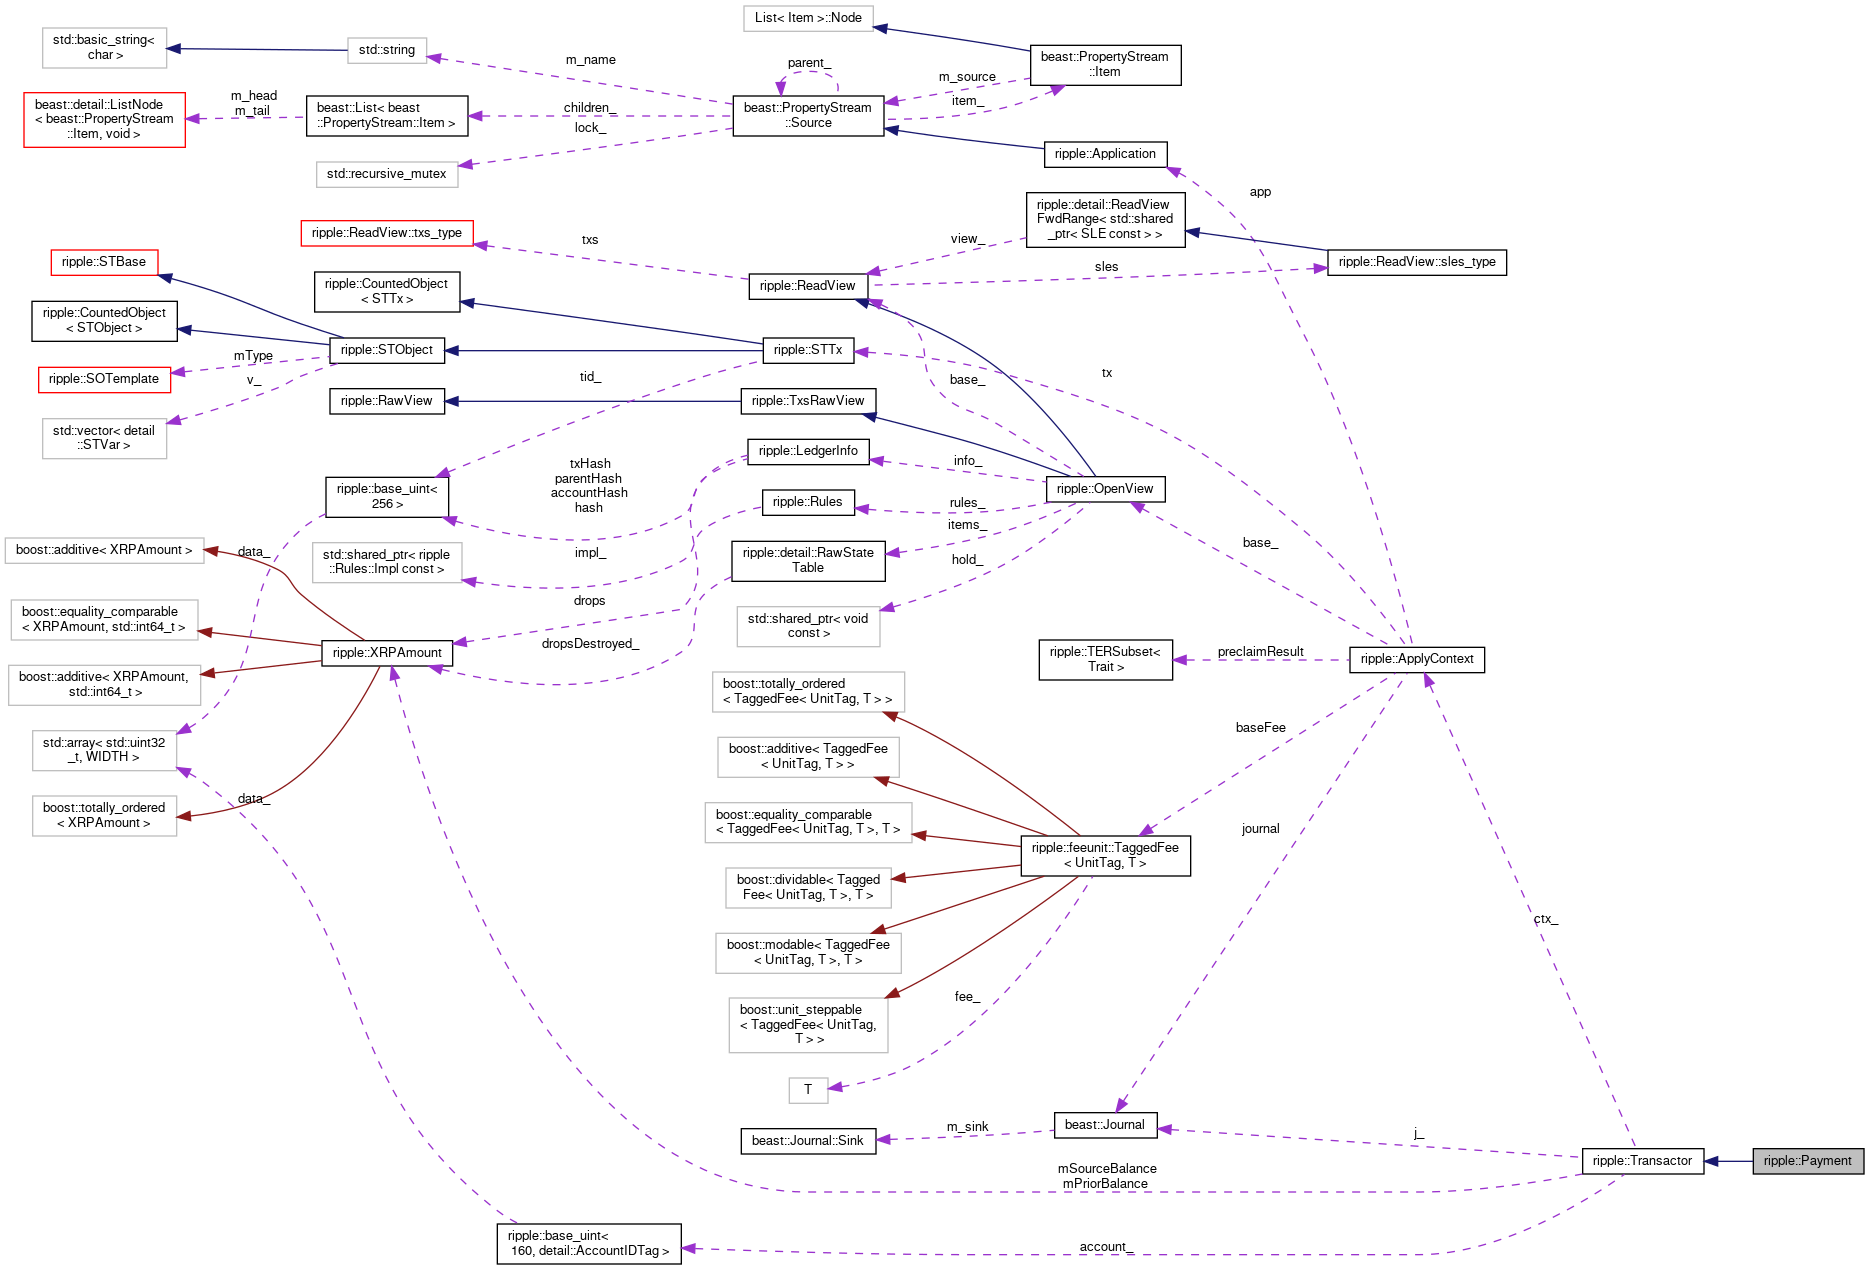 List< Item >::Node
std::basic_string<
char >
std::string
beast::PropertyStream
::Item
m_name
parent_
m_source
item_
beast::detail::ListNode
< beast::PropertyStream
::Item, void >
m_head
m_tail
beast::List< beast
::PropertyStream::Item >
children_
lock_
beast::PropertyStream
::Source
std::recursive_mutex
ripple::Application
app
ripple::detail::ReadView
FwdRange< std::shared
_ptr< SLE const > >
ripple::ReadView::txs_type
txs
view_
sles
ripple::ReadView::sles_type
ripple::STBase
ripple::CountedObject
< STTx >
ripple::ReadView
ripple::CountedObject
< STObject >
ripple::STObject
ripple::STTx
mType
v_
ripple::SOTemplate
tid_
base_
tx
ripple::RawView
ripple::TxsRawView
std::vector< detail
::STVar >
ripple::LedgerInfo
info_
txHash
parentHash
accountHash
hash
ripple::base_uint<
256 >
ripple::Rules
rules_
ripple::OpenView
items_
hold_
base_
boost::additive< XRPAmount >
data_
std::shared_ptr< ripple
::Rules::Impl const >
impl_
ripple::detail::RawState
Table
boost::equality_comparable
< XRPAmount, std::int64_t >
drops
std::shared_ptr< void
const >
ripple::XRPAmount
dropsDestroyed_
ripple::TERSubset<
Trait >
preclaimResult
ripple::ApplyContext
boost::additive< XRPAmount,
std::int64_t >
boost::totally_ordered
< TaggedFee< UnitTag, T > >
baseFee
std::array< std::uint32
_t, WIDTH >
boost::additive< TaggedFee
< UnitTag, T > >
boost::totally_ordered
< XRPAmount >
data_
boost::equality_comparable
< TaggedFee< UnitTag, T >, T >
journal
ripple::feeunit::TaggedFee
< UnitTag, T >
boost::dividable< Tagged
Fee< UnitTag, T >, T >
boost::modable< TaggedFee
< UnitTag, T >, T >
ctx_
boost::unit_steppable
< TaggedFee< UnitTag,
T > >
fee_
T
beast::Journal::Sink
m_sink
beast::Journal
j_
mSourceBalance
mPriorBalance
ripple::Transactor
ripple::Payment
ripple::base_uint<
160, detail::AccountIDTag >
account_